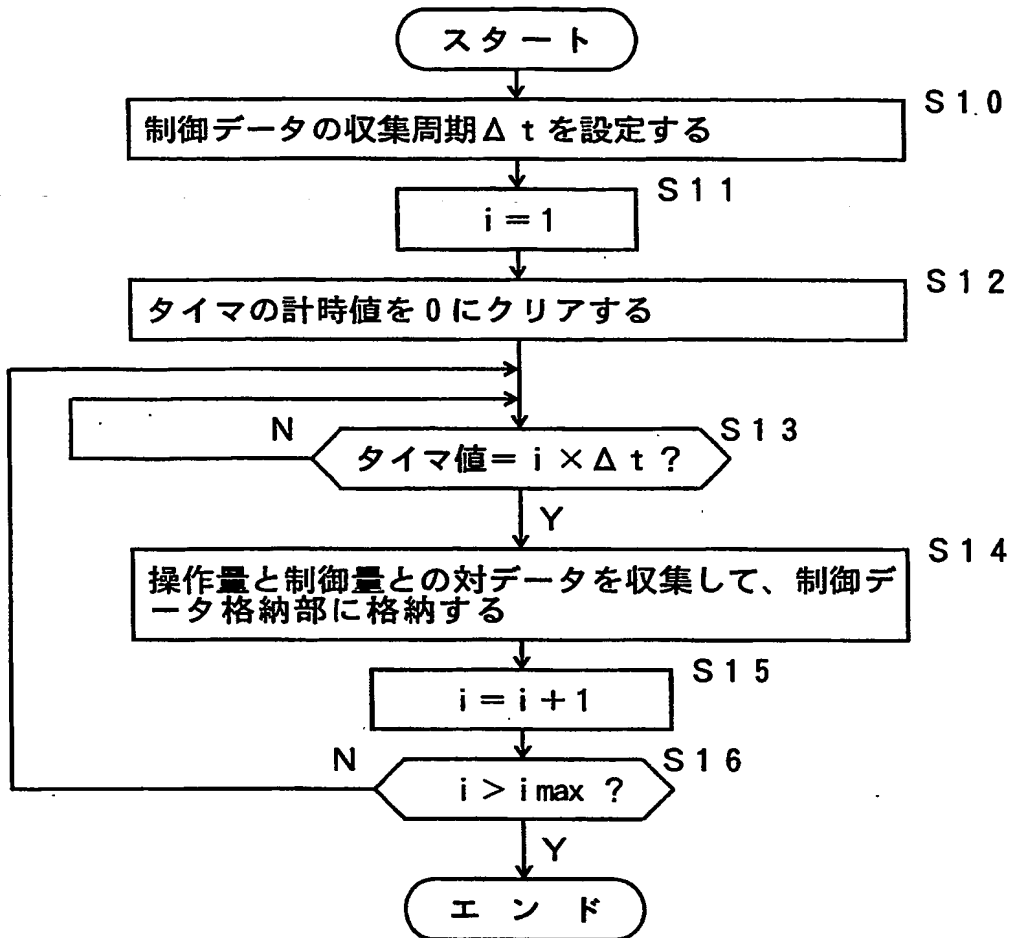 スタート
S10
制御データの収集周期Δtを設定する
S11
i=1
S12
タイマの計時値を0にクリアする
N
S13
タイマ値=i×Δt?
Y
S14
操作量と制御量との対データを収集して、制御デ
ータ格納部に格納する
S15
i=i+1
N
S16
i>imax ?
Y
エンド